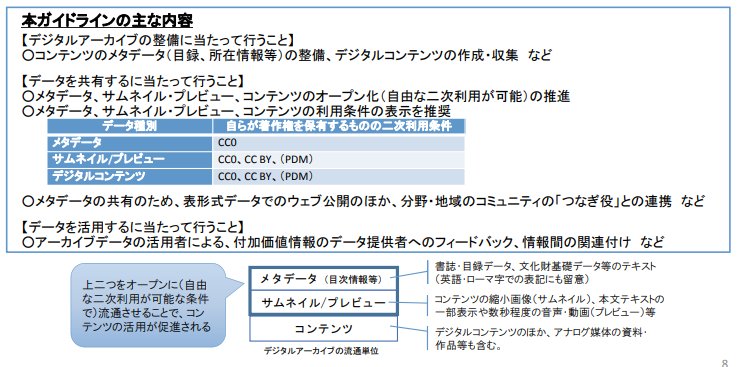 本ガイドラインの主な内容
【デジタルアーカイブの整備に当たって行うこと】
○コンテンツのメタデータ(目録、所在情報等)の整備、デジタルコンテンツの作成・収集 など
【データを共有するに当たって行うこと】
○メタデータ、サムネイル・プレビュー、コンテンツのオープン化(自由な二次利用が可能)の推進
○メタデータ、サムネイル・プレビュー、コンテンツの利用条件の表示を推奨
データ種別 自らが著作権を保有するものの二次利用条件
メタデータ CC0
サムネイル/プレビュー CC0、CC BY、(PDM)
デジタルコンテンツ CC0、CC BY、(PDM)
○メタデータの共有のため、表形式データでのウェブ公開のほか、分野・地域のコミュニティの「つなぎ役」との連携 など
【データを活用するに当たって行うこと】
○アーカイブデータの活用者による、付加価値情報のデータ提供者へのフィードバック、情報間の関連付け など
上二つをオープンに(自由
な二次利用が可能な条件
で)流通させることで、コン
テンツの活用が促進される
メタデータ (目次情報等)
サムネイル/プレビュー
コンテンツ
デジタルアーカイブの流通単位
書誌・目録データ、文化財基礎データ等のテキスト
(英語・ローマ字での表記にも留意)
コンテンツの縮小画像(サムネイル)、本文テキストの
一部表示や数秒程度の音声・動画(プレビュー)等
デジタルコンテンツのほか、アナログ媒体の資料・
作品等も含む。
8